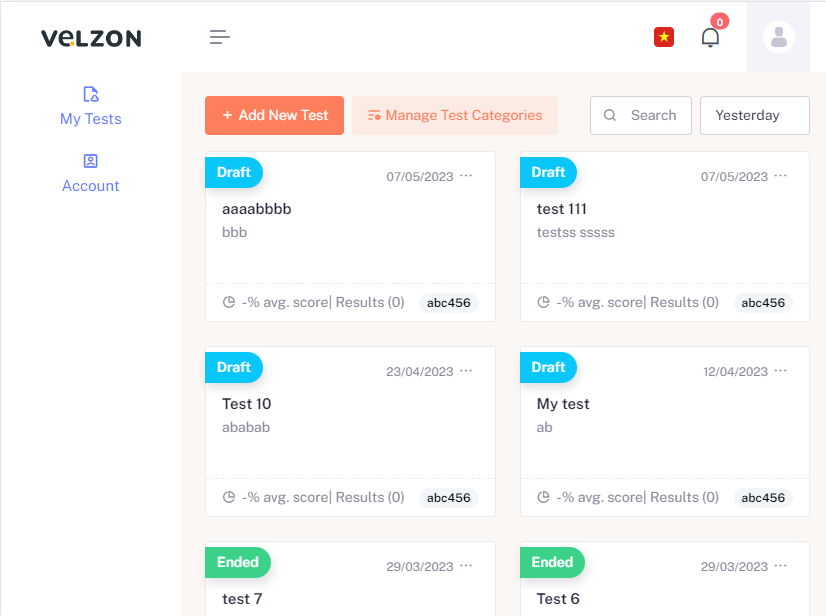 VELZON
0
My Tests
Account
+ Add New Test
Manage Test Categories
Search
Yesterday
Draft
07/05/2023 ...
aaaabbbb
bbb
-% avg. score| Results (0)
abc456
Draft
07/05/2023 ...
test 111
testss sssss
-% avg. score| Results (0)
abc456
Draft
23/04/2023 ...
Test 10
ababab
-% avg. score| Results (0)
abc456
Draft
12/04/2023 ...
My test
ab
-% avg. score| Results (0)
abc456
Ended
29/03/2023 ...
test 7
Ended
29/03/2023 ...
Test 6